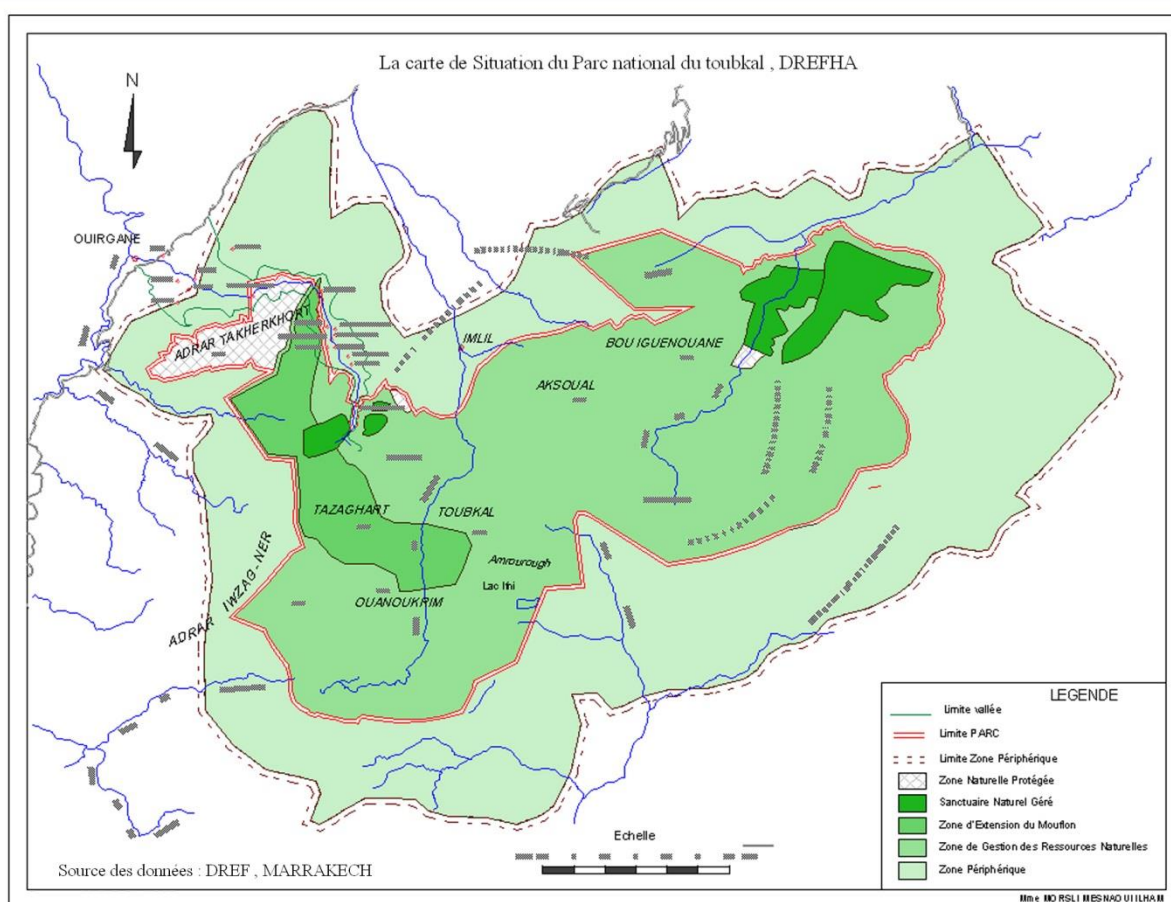 La carte de Situation du Parc national du toubkal , DREFHA
N
OUIRGANE
ADRAR TAKHERKHORT
IMLIL
BOU IGUENOUANE
AKSOUAL
TAZAGHART
TOUBKAL
Amrourough
Lac Ifni
OUANOUKRIM
ADRAR IWZAG-NER
LEGENDE
Limite vallée
Limite PARC
Limite Zone Périphérique
Zone Naturelle Protégée
Sanctuaire Naturel Géré
Zone d'Extension du Mouflon
Zone de Gestion des Ressources Naturelles
Zone Périphérique
Echelle
Source des données : DREF , MARRAKECH